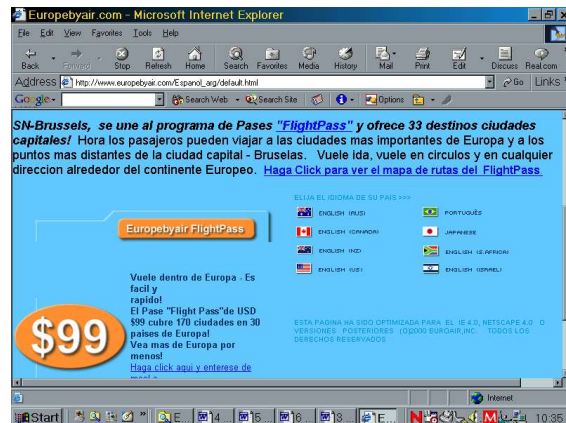 Europebyair.com - Microsoft Internet Explorer
File Edit View Favorites Tools Help
Back Forward Stop Refresh Home Search Favorites Media History Mail Print Edit Discuss Real.com
Address http://www.europebyair.com/Espanol_arg/default.html Go Links
Google Search Web Search Site Options
SN-Brussels, se une al programa de Pases "FlightPass" y ofrece 33 destinos ciudades
capitales! Hora los pasajeros pueden viajar a las ciudades mas importantes de Europa y a los
puntos mas distantes de la ciudad capital - Bruselas. Vuele ida, vuele en circulos y en cualquier
direccion alrededor del continente Europeo. Haga Click para ver el mapa de rutas del FlightPass
ELIJA EL IDIOMA DE SU PAIS >>>
ENGLISH (AUS) PORTUGUÊS
ENGLISH (CANADA) JAPANESE
ENGLISH (NZ) ENGLISH (S.AFRICA)
ENGLISH (US) ENGLISH (ISRAEL)
Europebyair FlightPass
Vuele dentro de Europa - Es
facil y
rapido!
El Pase "Flight Pass"de USD
$99 cubre 170 ciudades en 30
paises de Europa!
Vea mas de Europa por
menos!
Haga click aqui y enterese de
$99
ESTA PAGINA HA SIDO OPTIMIZADA PARA EL IE 4.0, NETSCAPE 4.0 O
VERSIONES POSTERIORES (C)2000 EUROAIR,INC. TODOS LOS
DERECHOS RESERVADOS
Internet
Start E... 4... 5... 6... 3... E... 10:35